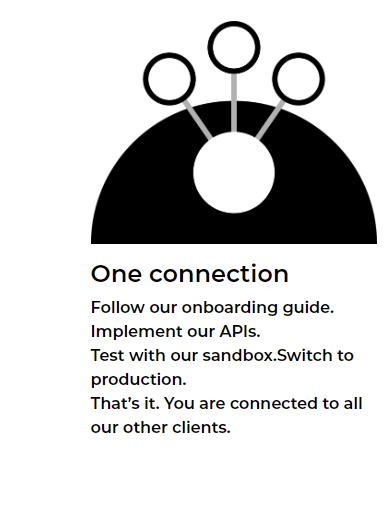 One connection
Follow our onboarding guide.
Implement our APIs.
Test with our sandbox.Switch to
production.
That’s it. You are connected to all
our other clients.